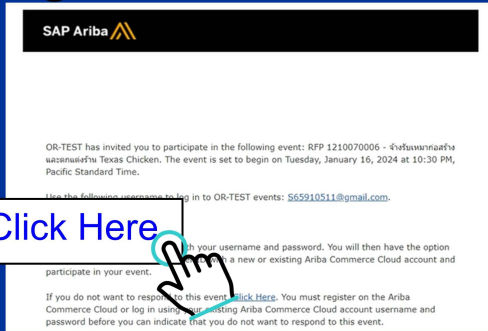 SAP Ariba
OR-TEST has invited you to participate in the following event: RFP 1210070006 - จ้างรับเหมาก่อสร้าง
และตกแต่งร้าน Texas Chicken. The event is set to begin on Tuesday, January 16, 2024 at 10:30 PM,
Pacific Standard Time.
Use the following username to log in to OR-TEST events: S65910511@gmail.com.
Click Here
th your username and password. You will then have the option
with a new or existing Ariba Commerce Cloud account and
participate in your event.
If you do not want to respond to this event, Click Here. You must register on the Ariba
Commerce Cloud or log in using your existing Ariba Commerce Cloud account username and
password before you can indicate that you do not want to respond to this event.